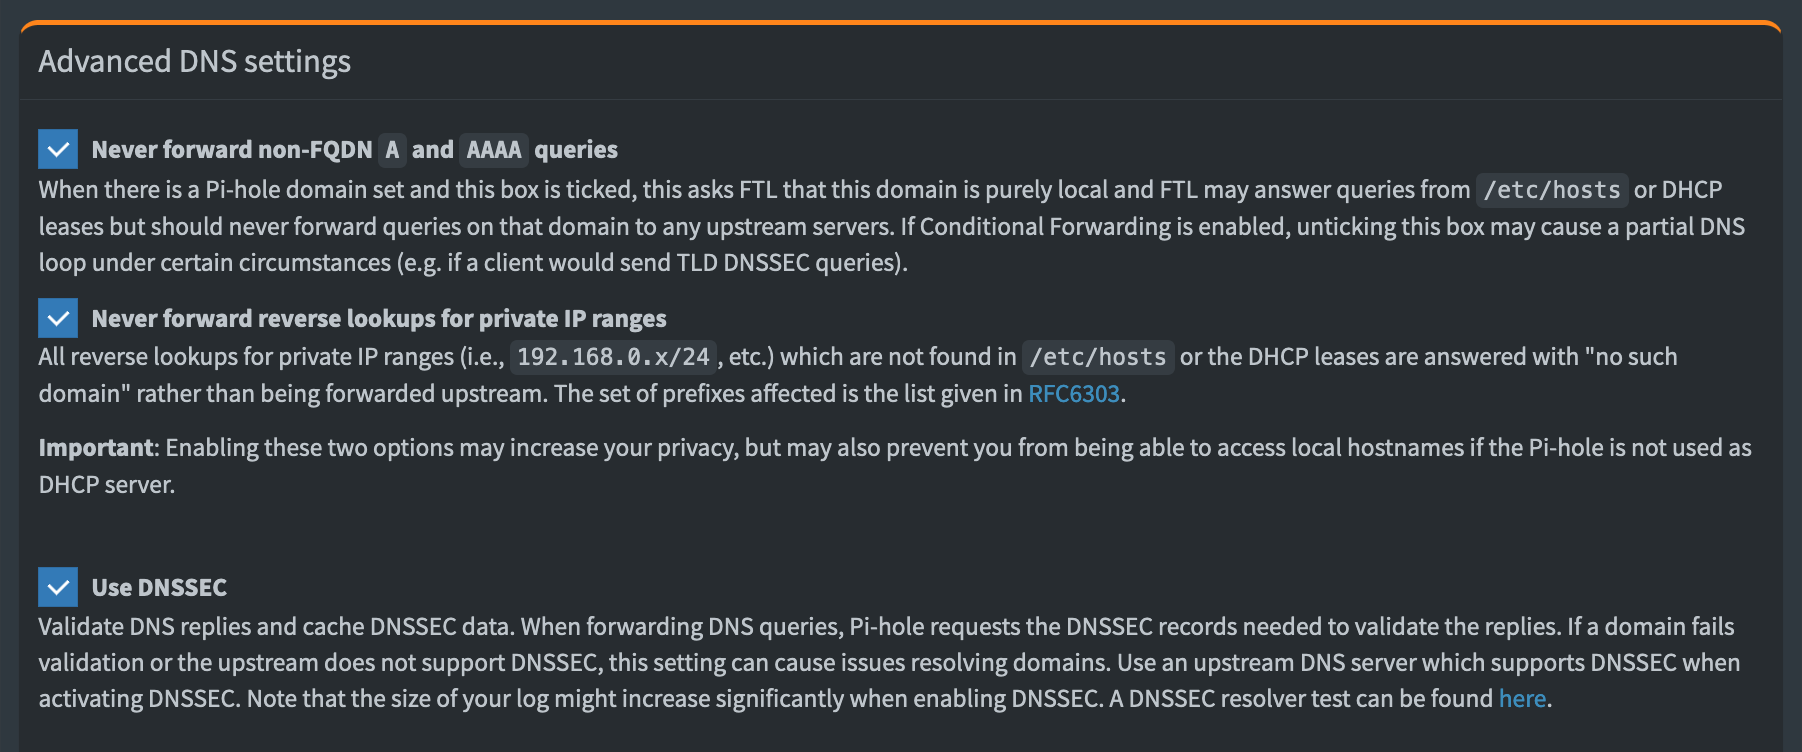 Advanced DNS settings
Never forward non-FQDN A and AAAA queries
When there is a Pi-hole domain set and this box is ticked, this asks FTL that this domain is purely local and FTL may answer queries from /etc/hosts or DHCP
leases but should never forward queries on that domain to any upstream servers. If Conditional Forwarding is enabled, unticking this box may cause a partial DNS
loop under certain circumstances (e.g. if a client would send TLD DNSSEC queries).
Never forward reverse lookups for private IP ranges
All reverse lookups for private IP ranges (i.e., 192.168.0.x/24, etc.) which are not found in /etc/hosts or the DHCP leases are answered with "no such
domain" rather than being forwarded upstream. The set of prefixes affected is the list given in RFC6303.
Important: Enabling these two options may increase your privacy, but may also prevent you from being able to access local hostnames if the Pi-hole is not used as
DHCP server.
Use DNSSEC
Validate DNS replies and cache DNSSEC data. When forwarding DNS queries, Pi-hole requests the DNSSEC records needed to validate the replies. If a domain fails
validation or the upstream does not support DNSSEC, this setting can cause issues resolving domains. Use an upstream DNS server which supports DNSSEC when
activating DNSSEC. Note that the size of your log might increase significantly when enabling DNSSEC. A DNSSEC resolver test can be found here.